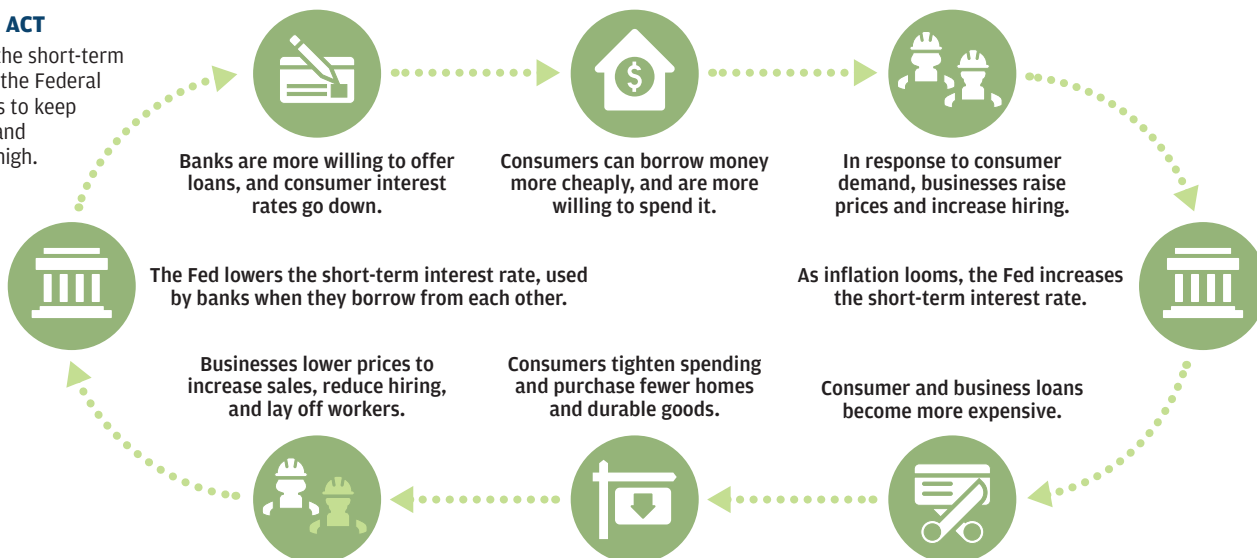 ACT
the short-term
the Federal
s to keep
and
high.
Banks are more willing to offer
loans, and consumer interest
rates go down.
Consumers can borrow money
more cheaply, and are more
willing to spend it.
In response to consumer
demand, businesses raise
prices and increase hiring.
The Fed lowers the short-term interest rate, used
by banks when they borrow from each other.
As inflation looms, the Fed increases
the short-term interest rate.
Businesses lower prices to
increase sales, reduce hiring,
and lay off workers.
Consumers tighten spending
and purchase fewer homes
and durable goods.
Consumer and business loans
become more expensive.
$